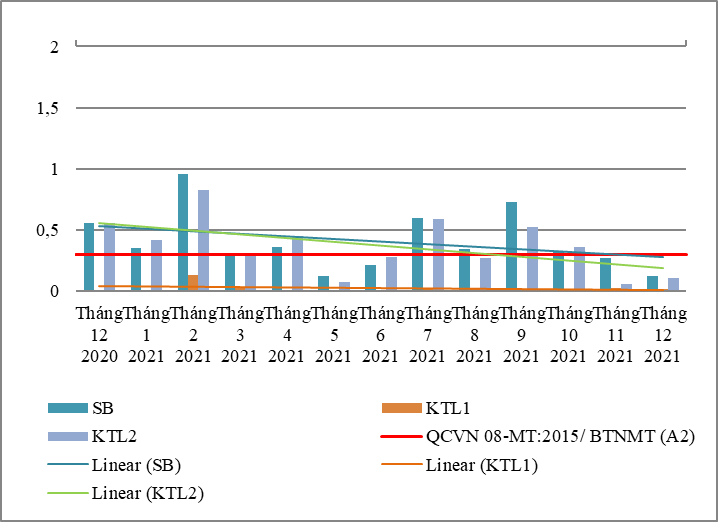 2
1,5
1
0,5
0
Tháng Tháng Tháng Tháng Tháng Tháng Tháng Tháng Tháng Tháng Tháng Tháng Tháng
12 1 2 3 4 5 6 7 8 9 10 11 12
2020 2021 2021 2021 2021 2021 2021 2021 2021 2021 2021 2021 2021
SB KTL1
KTL2 QCVN 08-MT:2015/ BTNMT (A2)
Linear (SB) Linear (KTL1)
Linear (KTL2)